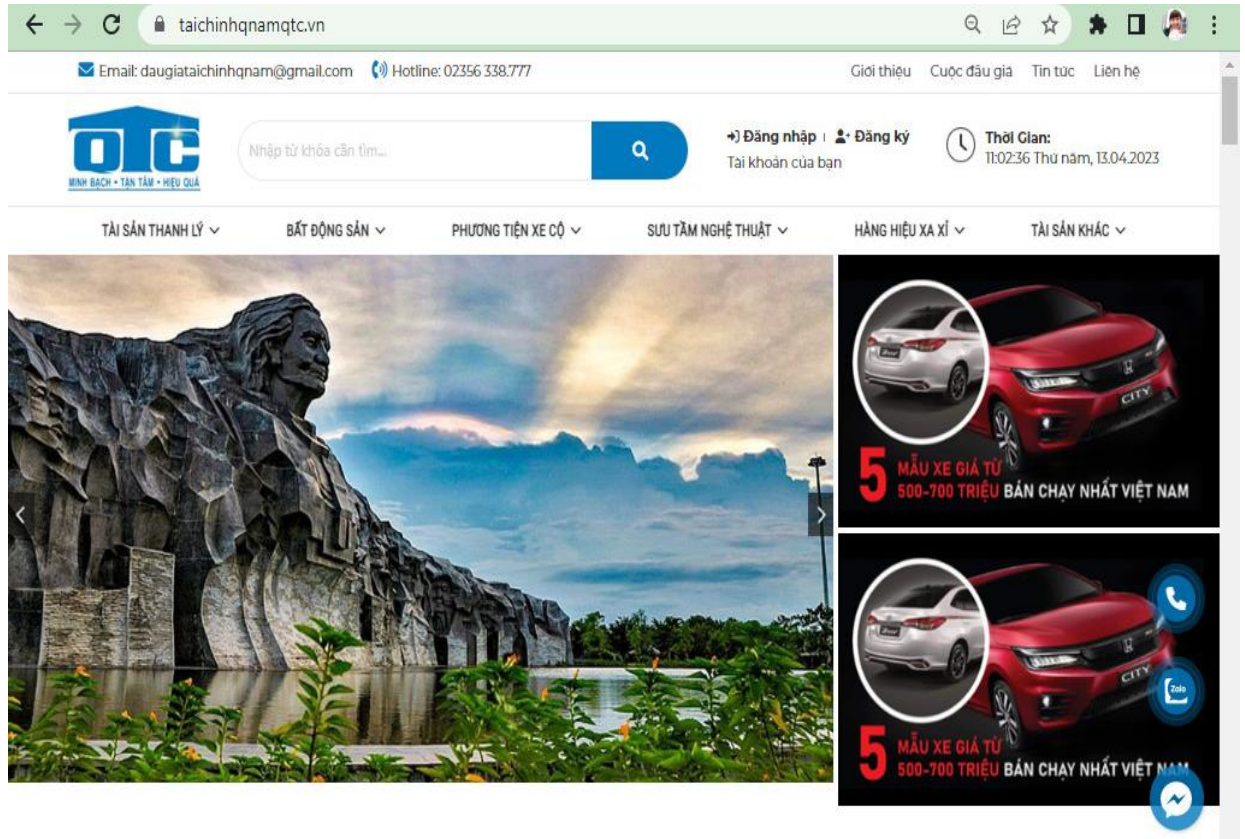 taichinhqnamqtc.vn
Email: daugiataichinhqnam@gmail.com Hotline: 02356 338.777 Giới thiệu Cuộc đấu giá Tin tức Liên hệ
QTC
MINH BẠCH • TẬN TÂM • HIỆU QUẢ
Nhập từ khóa cần tìm...
Đăng nhập Đăng ký
Tài khoản của bạn
Thời Gian:
11:02:36 Thứ năm, 13.04.2023
TÀI SẢN THANH LÝ BẤT ĐỘNG SẢN PHƯƠNG TIỆN XE CỘ SƯU TẦM NGHỆ THUẬT HÀNG HIỆU XA XỈ TÀI SẢN KHÁC
CITY
5 MẪU XE GIÁ TỪ
500-700 TRIỆU BÁN CHẠY NHẤT VIỆT NAM
CITY
5 MẪU XE GIÁ TỪ
500-700 TRIỆU BÁN CHẠY NHẤT VIỆT NAM
Zalo